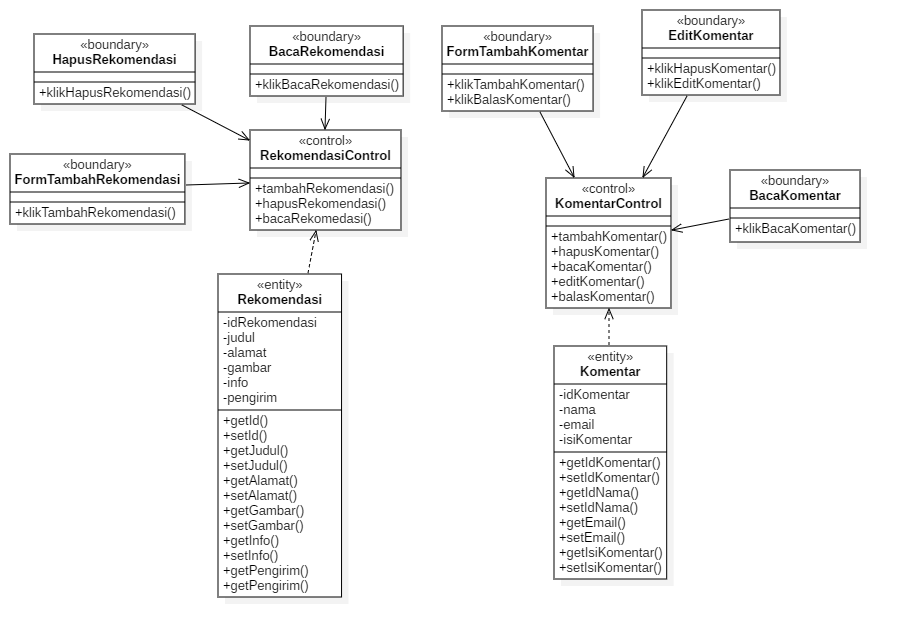 «boundary»
HapusRekomendasi
+klikHapusRekomendasi()
«boundary»
BacaRekomendasi
+klikBacaRekomendasi()
«boundary»
FormTambahKomentar
+klikTambahKomentar()
+klikBalasKomentar()
«boundary»
EditKomentar
+klikHapusKomentar()
+klikEditKomentar()
«boundary»
FormTambahRekomendasi
+klikTambahRekomendasi()
«control»
RekomendasiControl
+tambahRekomendasi()
+hapusRekomendasi()
+bacaRekomedasi()
«control»
KomentarControl
+tambahKomentar()
+hapusKomentar()
+bacaKomentar()
+editKomentar()
+balasKomentar()
«boundary»
BacaKomentar
+klikBacaKomentar()
«entity»
Rekomendasi
-idRekomendasi
-judul
-alamat
-gambar
-info
-pengirim
+getId()
+setId()
+getJudul()
+setJudul()
+getAlamat()
+setAlamat()
+getGambar()
+setGambar()
+getInfo()
+setInfo()
+getPengirim()
+getPengirim()
«entity»
Komentar
-idKomentar
-nama
-email
-isiKomentar
+getIdKomentar()
+setIdKomentar()
+getIdNama()
+setIdNama()
+getEmail()
+setEmail()
+getIsiKomentar()
+setIsiKomentar()